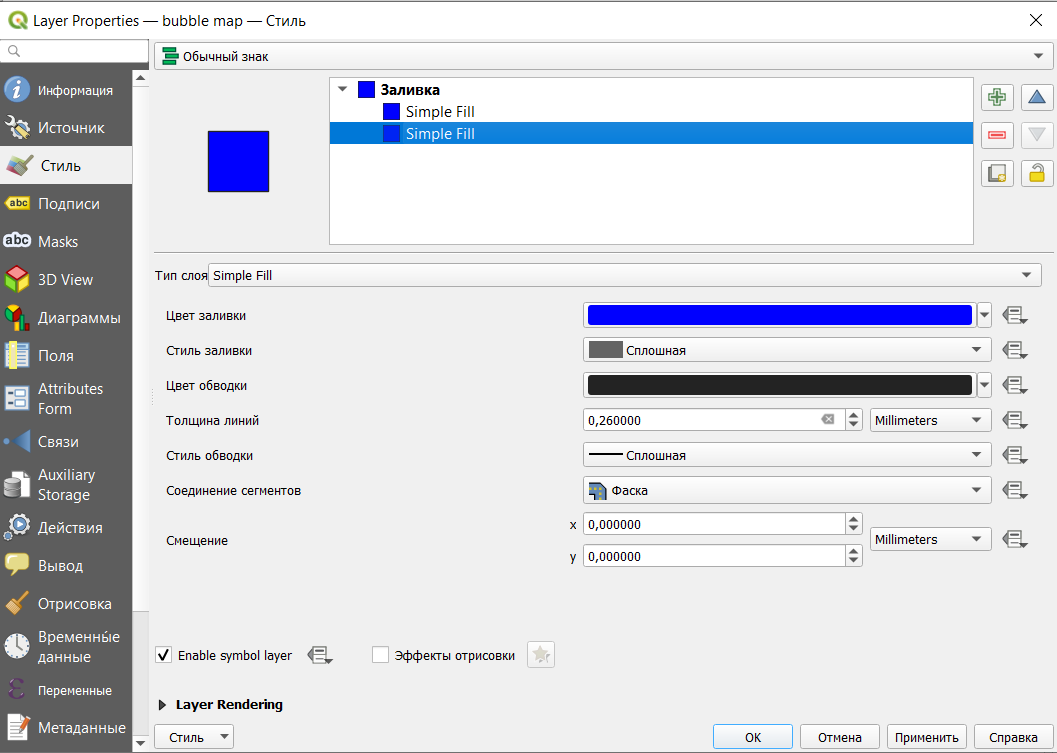 Layer Properties — bubble map — Стиль
Обычный знак
Информация
Источник
Стиль
abc Подписи
abc Masks
3D View
Диаграммы
Поля
Attributes
Form
Связи
Auxiliary
Storage
Действия
Вывод
Отрисовка
Временные
данные
Переменные
Метаданные
Заливка
Simple Fill
Simple Fill
Тип слоя Simple Fill
Цвет заливки
Стиль заливки Сплошная
Цвет обводки
Толщина линий 0,260000 Millimeters
Стиль обводки Сплошная
Соединение сегментов Фаска
Смещение x 0,000000 Millimeters
y 0,000000
Enable symbol layer Эффекты отрисовки
Layer Rendering
Стиль OK Отмена Применить Справка